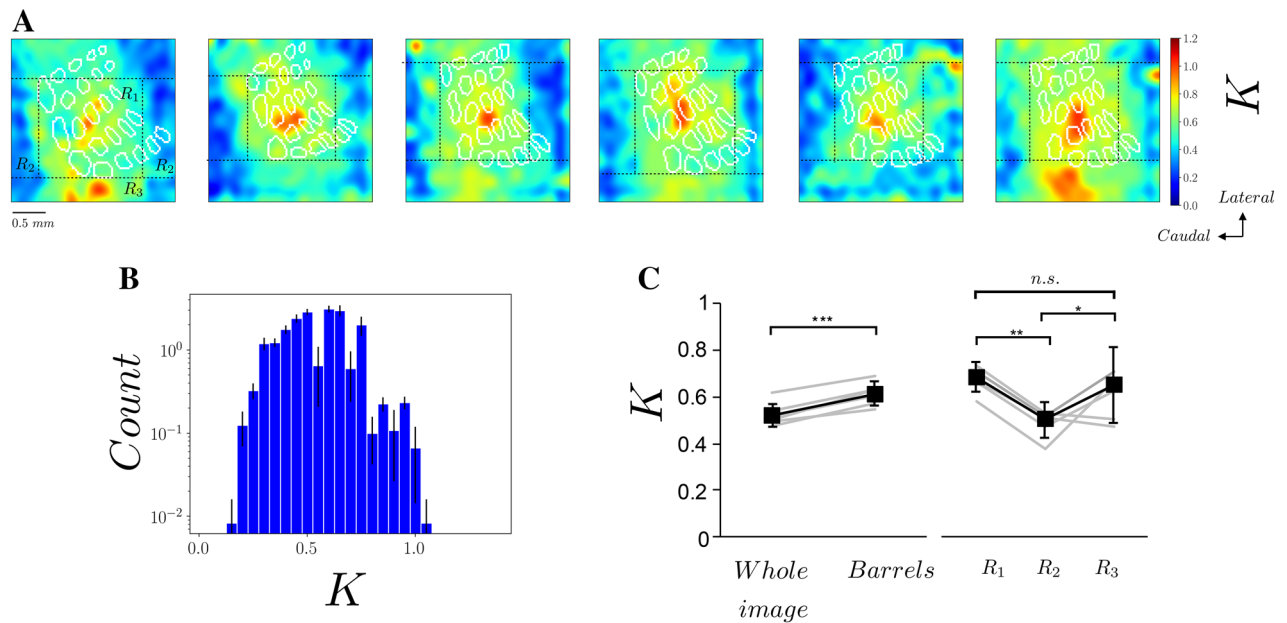 A
R1
R2
R2
R3
0.5 mm
1.2
1.0
0.8
0.6
0.4
0.2
0.0
K
Lateral
Caudal
B
10^0
10^-1
10^-2
Count
0.0 0.5 1.0
K
C
n.s.
***
**
*
1
0.8
0.6
0.4
0.2
0
K
Whole
image
Barrels
R1 R2 R3